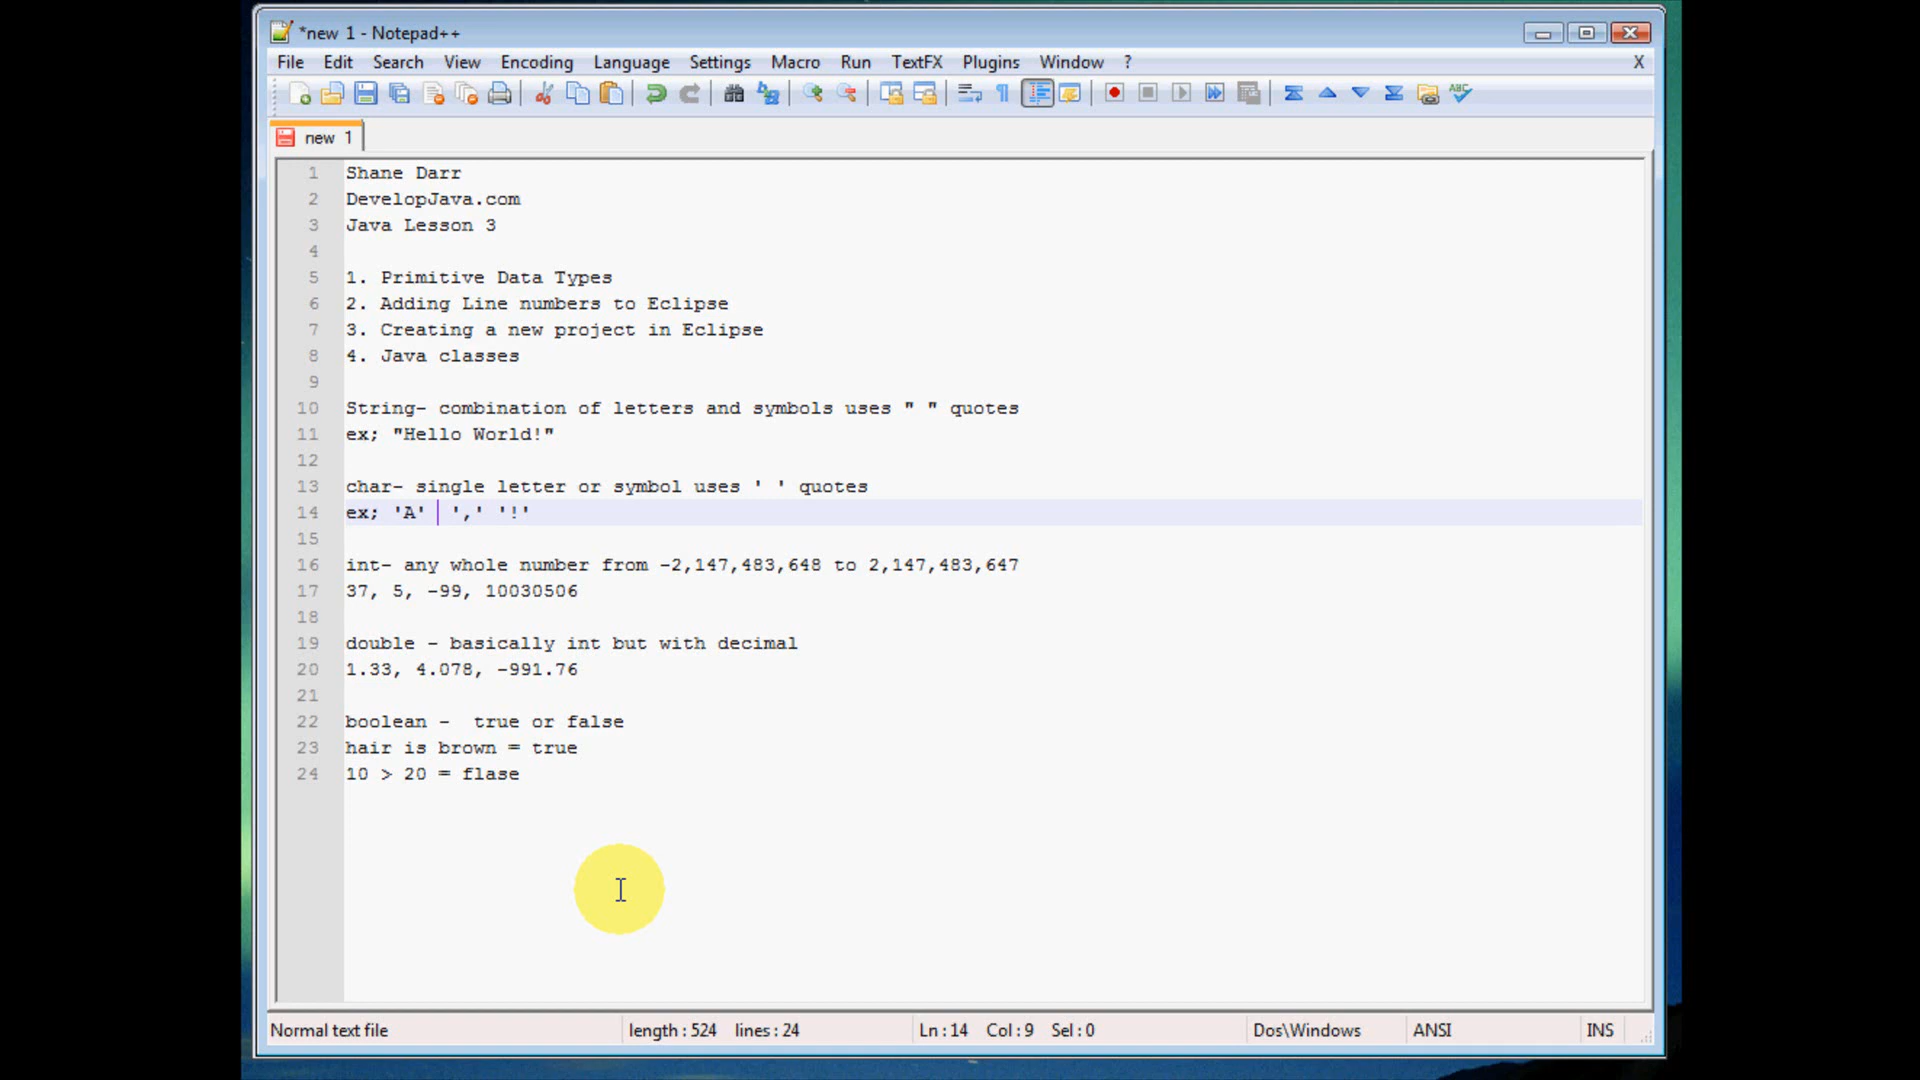 *new 1 - Notepad++
File Edit Search View Encoding Language Settings Macro Run TextFX Plugins Window ? X
new 1
1 Shane Darr
2 DevelopJava.com
3 Java Lesson 3
4
5 1. Primitive Data Types
6 2. Adding Line numbers to Eclipse
7 3. Creating a new project in Eclipse
8 4. Java classes
9
10 String- combination of letters and symbols uses " " quotes
11 ex; "Hello World!"
12
13 char- single letter or symbol uses ' ' quotes
14 ex; 'A'  ',' '!'
15
16 int- any whole number from -2,147,483,648 to 2,147,483,647
17 37, 5, -99, 10030506
18
19 double - basically int but with decimal
20 1.33, 4.078, -991.76
21
22 boolean -  true or false
23 hair is brown = true
24 10 > 20 = flase
Normal text file length : 524 lines : 24 Ln : 14 Col : 9 Sel : 0 Dos\Windows ANSI INS